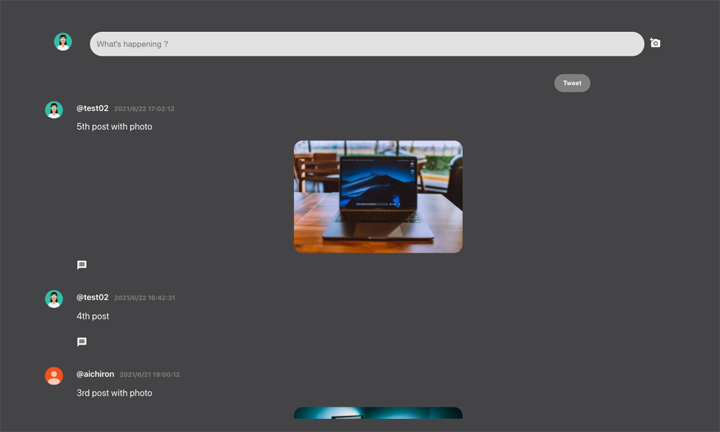 What's happening ?
Tweet
@test02 2021/6/22 17:02:12
5th post with photo
@test02 2021/6/22 16:42:31
4th post
@aichiron 2021/6/21 19:00:12
3rd post with photo